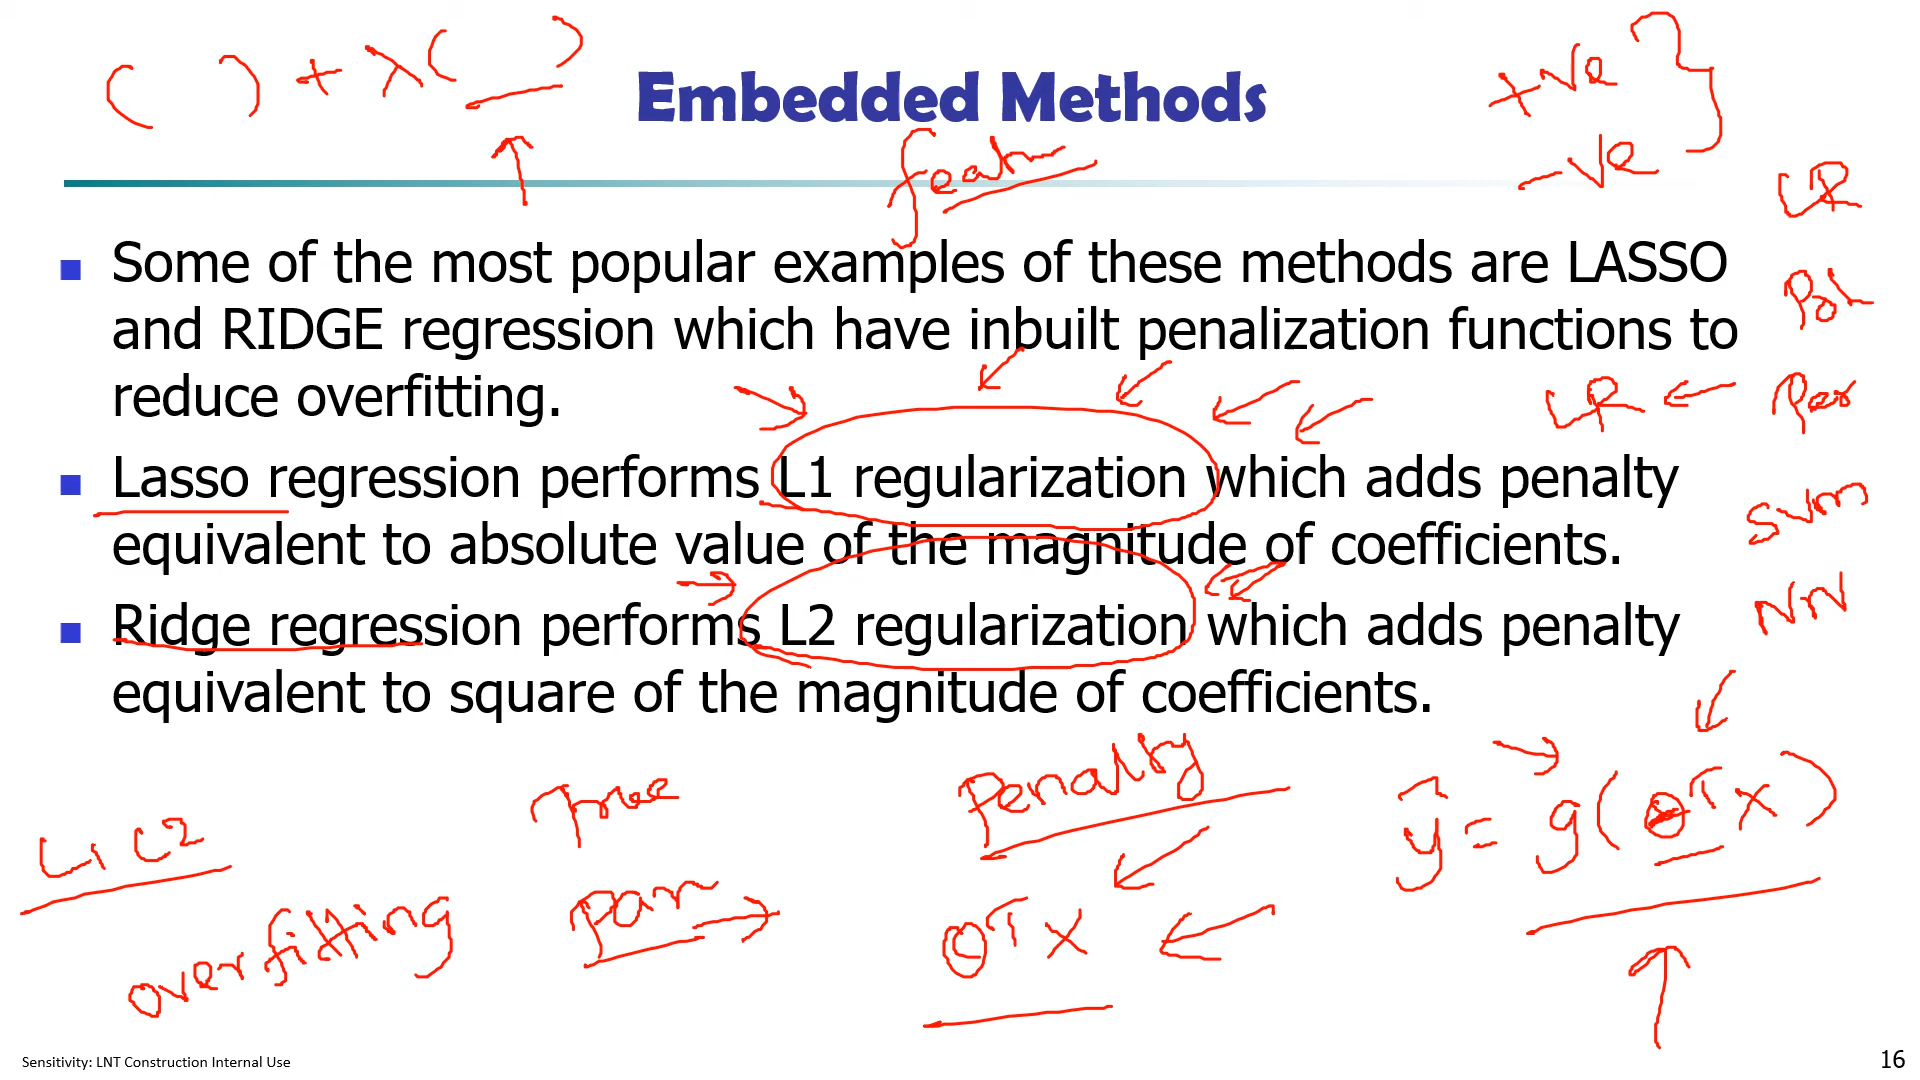 ( ) + λ( )
Embedded Methods
+ve
-ve
LR
Some of the most popular examples of these methods are LASSO
and RIDGE regression which have inbuilt penalization functions to
reduce overfitting.
LR
Per
Lasso regression performs L1 regularization which adds penalty
equivalent to absolute value of the magnitude of coefficients.
SVM
NN
Ridge regression performs L2 regularization which adds penalty
equivalent to square of the magnitude of coefficients.
L1 L2
Tree
Penalty
ŷ = g(θᵀx)
overfitting
Par
θᵀx
Sensitivity: LNT Construction Internal Use
16